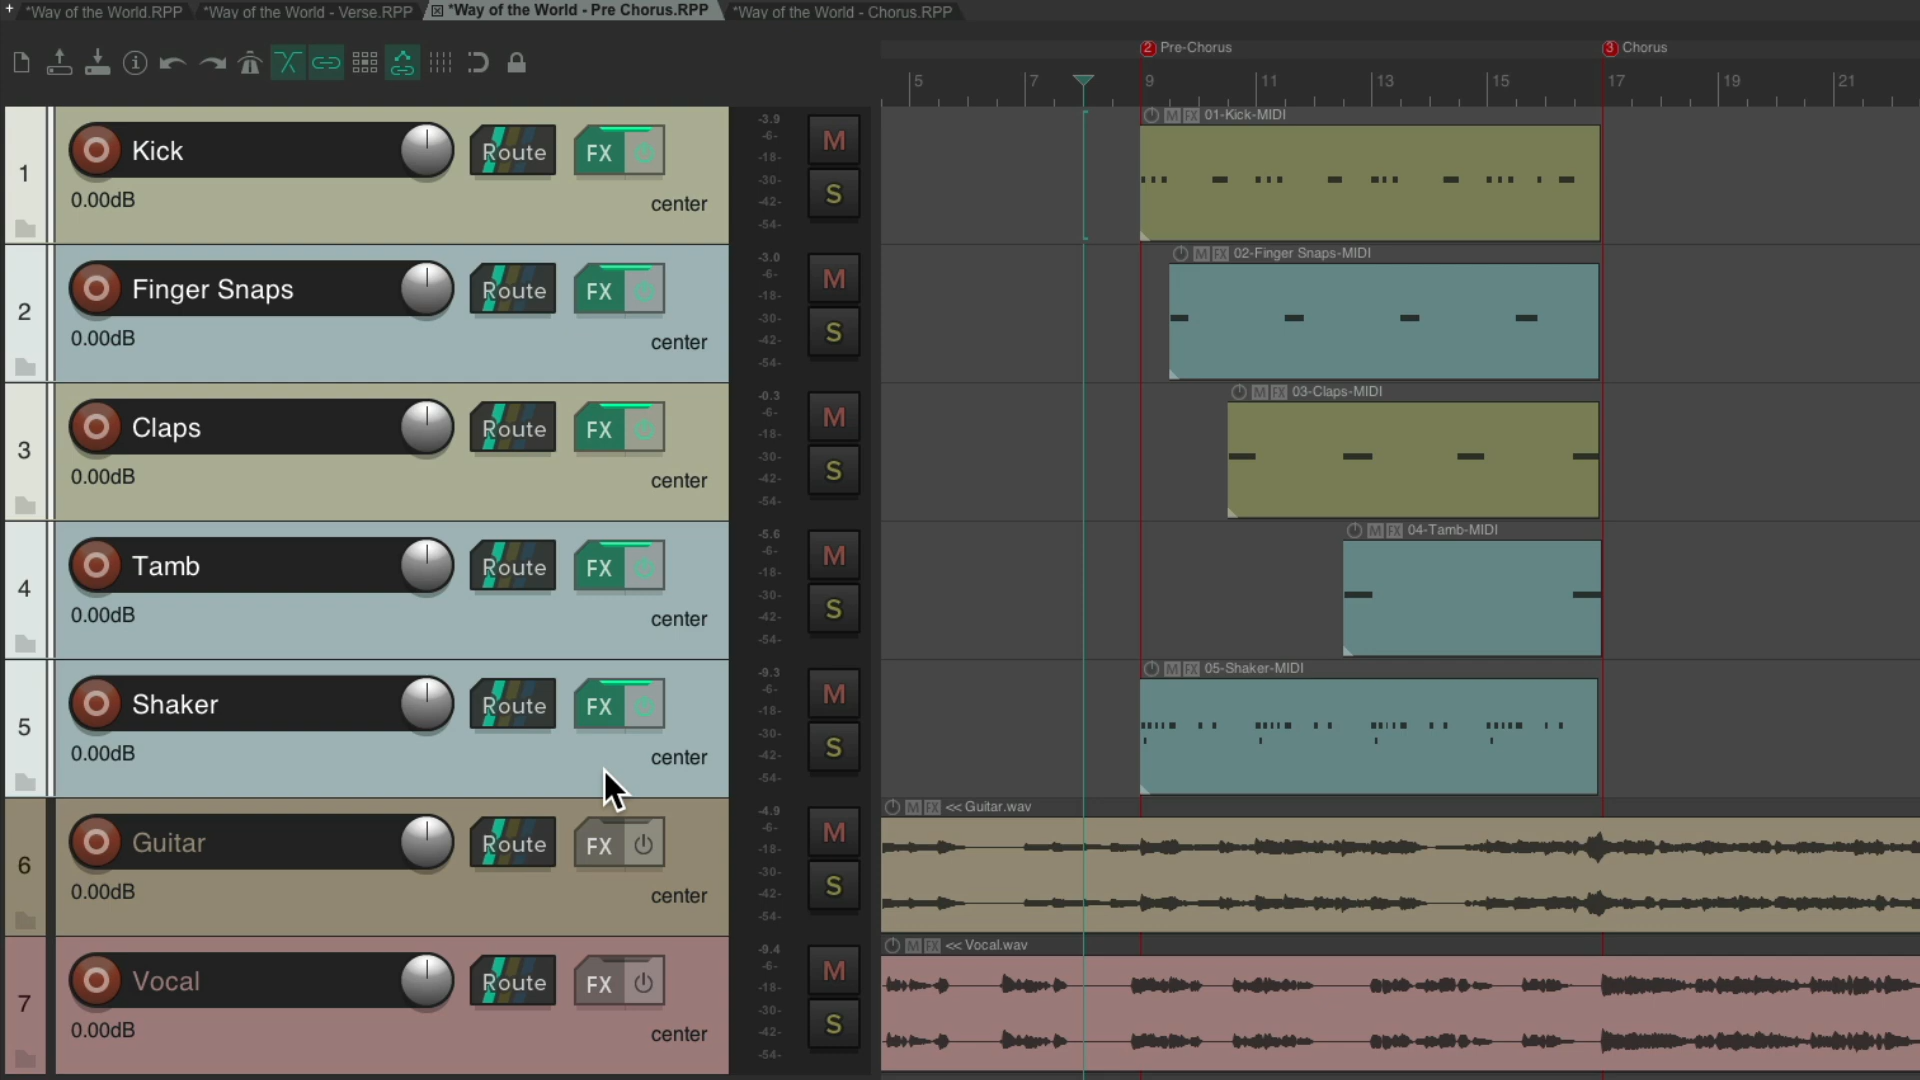 + *Way of the World.RPP *Way of the World - Verse.RPP *Way of the World - Pre Chorus.RPP *Way of the World - Chorus.RPP
2 Pre-Chorus 3 Chorus
5 7 9 11 13 15 17 19 21
1 Kick Route FX M S
0.00dB center
-3.9 -6- -18- -30- -42- -54-
M FX 01-Kick-MIDI
2 Finger Snaps Route FX M S
0.00dB center
-3.0 -6- -18- -30- -42- -54-
M FX 02-Finger Snaps-MIDI
3 Claps Route FX M S
0.00dB center
-0.3 -6- -18- -30- -42- -54-
M FX 03-Claps-MIDI
4 Tamb Route FX M S
0.00dB center
-5.6 -6- -18- -30- -42- -54-
M FX 04-Tamb-MIDI
5 Shaker Route FX M S
0.00dB center
-9.3 -6- -18- -30- -42- -54-
M FX 05-Shaker-MIDI
6 Guitar Route FX M S
0.00dB center
-4.9 -6- -18- -30- -42- -54-
M FX << Guitar.wav
7 Vocal Route FX M S
0.00dB center
-9.4 -6- -18- -30- -42- -54-
M FX << Vocal.wav